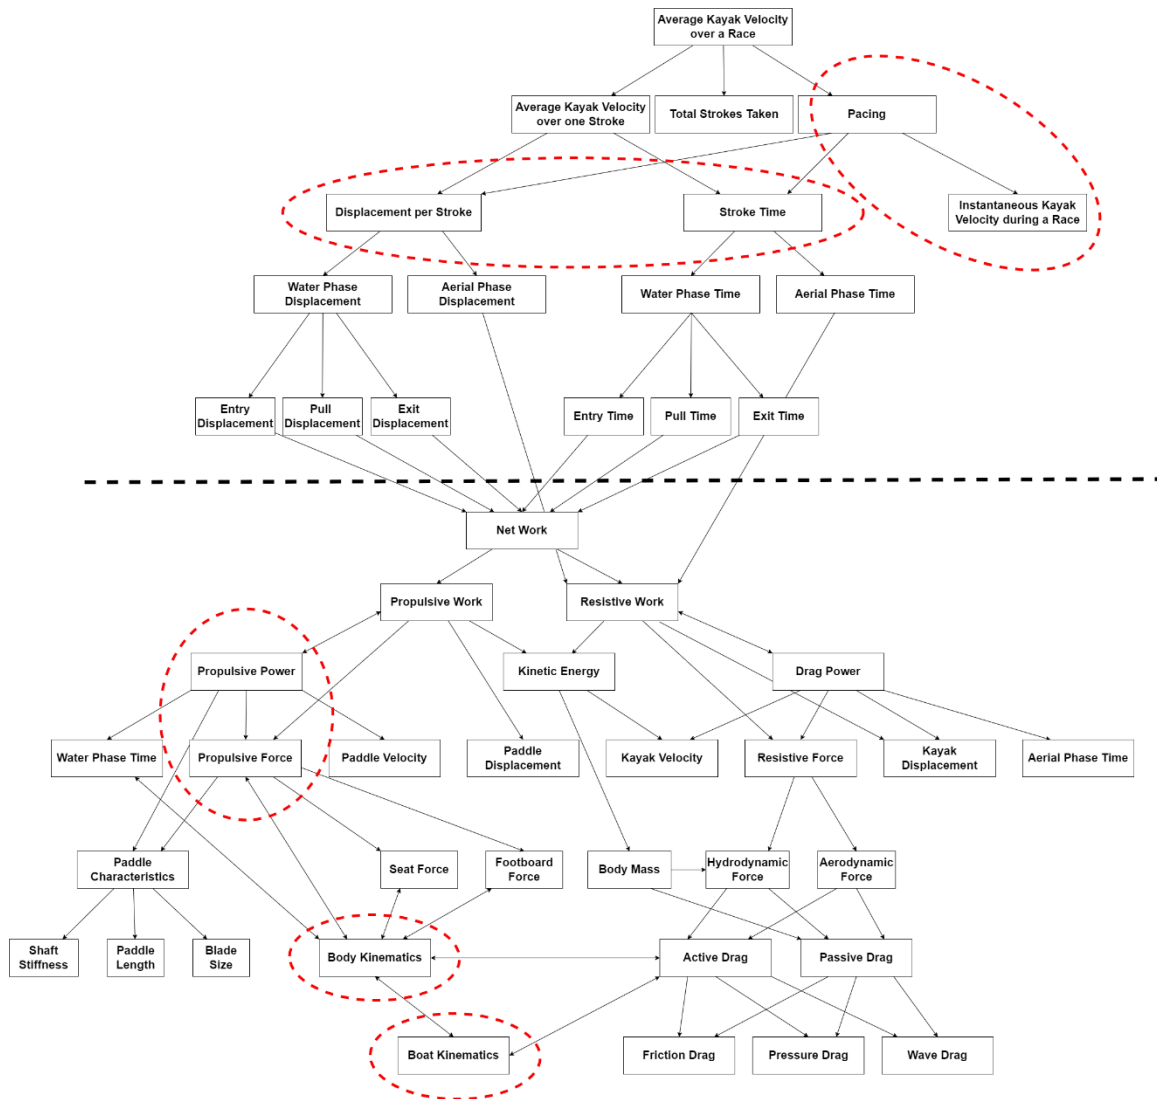 Average Kayak Velocity
over a Race
Average Kayak Velocity
over one Stroke
Total Strokes Taken
Pacing
Displacement per Stroke
Stroke Time
Instantaneous Kayak
Velocity during a Race
Water Phase
Displacement
Aerial Phase
Displacement
Water Phase Time
Aerial Phase Time
Entry
Displacement
Pull
Displacement
Exit
Displacement
Entry Time
Pull Time
Exit Time
Net Work
Propulsive Work
Resistive Work
Propulsive Power
Kinetic Energy
Drag Power
Water Phase Time
Propulsive Force
Paddle Velocity
Paddle
Displacement
Kayak Velocity
Resistive Force
Kayak
Displacement
Aerial Phase Time
Paddle
Characteristics
Seat Force
Footboard
Force
Body Mass
Hydrodynamic
Force
Aerodynamic
Force
Shaft
Stiffness
Paddle
Length
Blade
Size
Body Kinematics
Active Drag
Passive Drag
Boat Kinematics
Friction Drag
Pressure Drag
Wave Drag